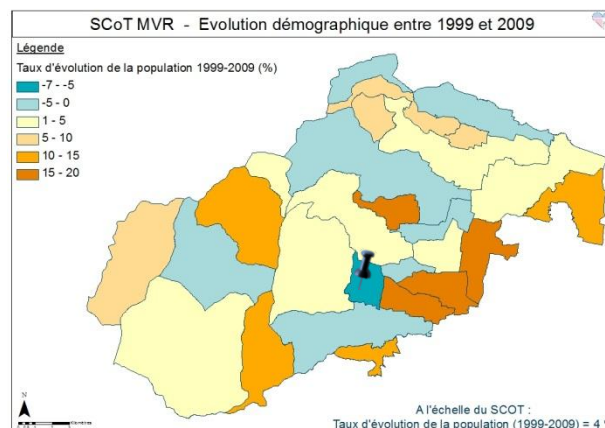 SCoT MVR - Evolution démographique entre 1999 et 2009
Légende
Taux d'évolution de la population 1999-2009 (%)
-7 - -5
-5 - 0
1 - 5
5 - 10
10 - 15
15 - 20
N
A l'échelle du SCOT :
Taux d'évolution de la population (1999-2009) = 4